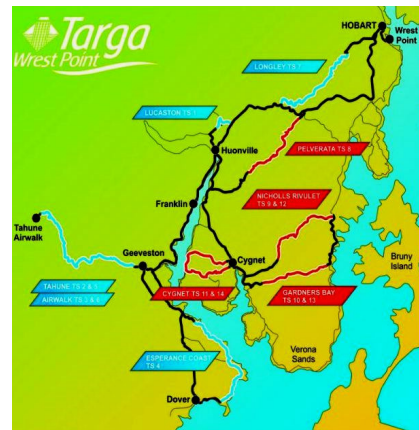 Targa
Wrest Point
HOBART
Wrest
Point
LONGLEY TS 7
LUCASTON TS 1
Huonville
PELVERATA TS 8
NICHOLLS RIVULET
TS 9 & 12
Franklin
Tahune
Airwalk
Geeveston
Cygnet
Bruny
Island
TAHUNE TS 2 & 5
AIRWALK TS 3 & 6
CYGNET TS 11 & 14
GARDNERS BAY
TS 10 & 13
Verona
Sands
ESPERANCE COAST
TS 4
Dover